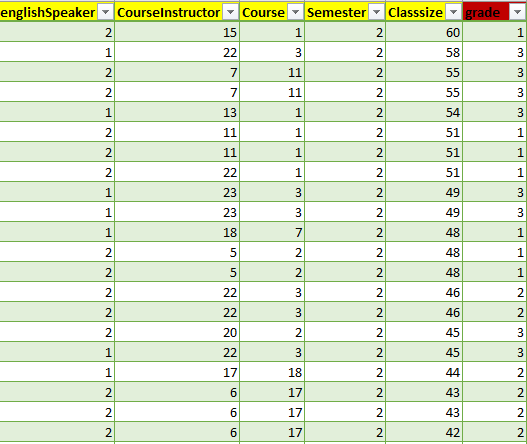 englishSpeaker CourseInstructor Course Semester Classsize grade
2 15 1 2 60 1
1 22 3 2 58 3
2 7 11 2 55 3
2 7 11 2 55 3
1 13 1 2 54 3
2 11 1 2 51 1
2 11 1 2 51 1
2 22 1 2 51 1
1 23 3 2 49 3
1 23 3 2 49 3
1 18 7 2 48 1
2 5 2 2 48 1
2 5 2 2 48 1
2 22 3 2 46 2
2 22 3 2 46 2
2 20 2 2 45 3
1 22 3 2 45 3
1 17 18 2 44 2
2 6 17 2 43 2
2 6 17 2 43 2
2 6 17 2 42 2